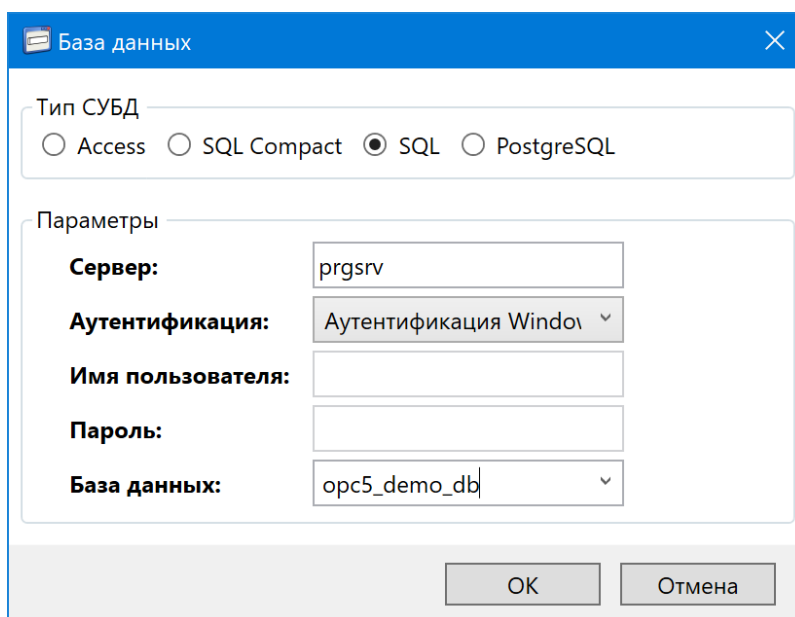 База данных
Тип СУБД
Access SQL Compact SQL PostgreSQL
Параметры
Сервер: prgsrv
Аутентификация: Аутентификация Window
Имя пользователя:
Пароль:
База данных: opc5_demo_db
OK Отмена